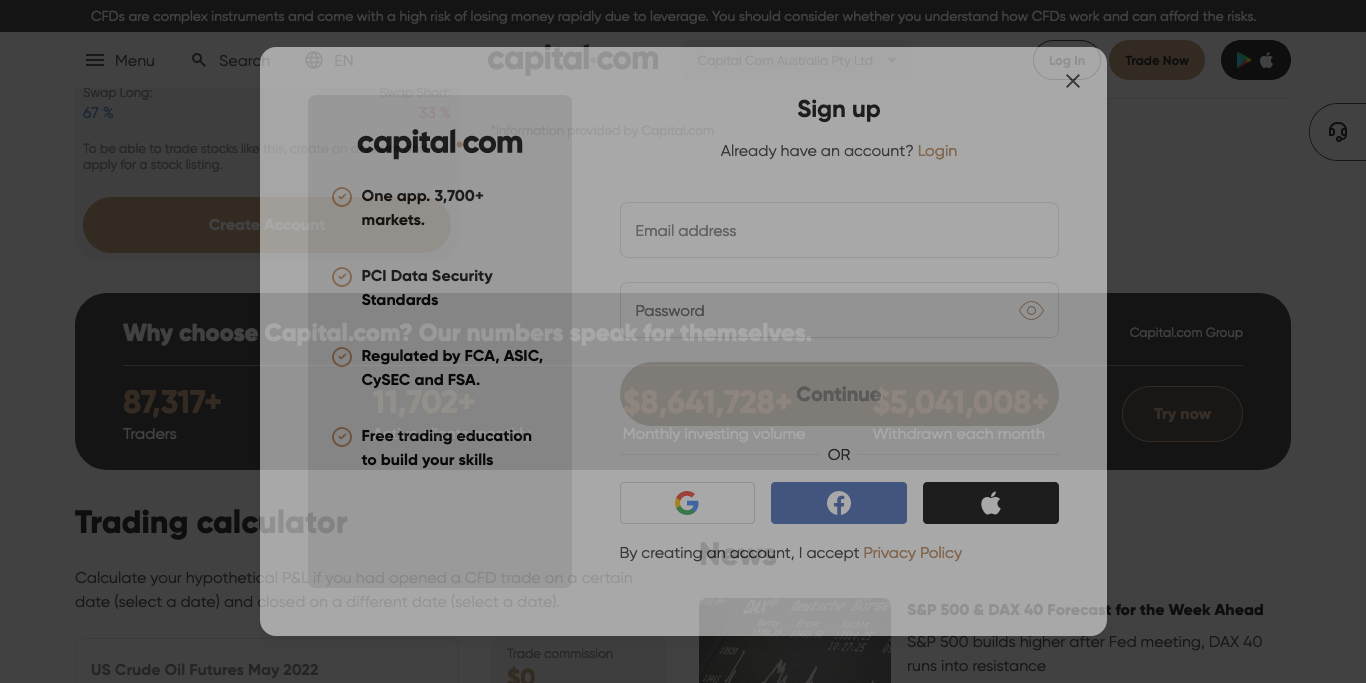 CFDs are complex instruments and come with a high risk of losing money rapidly due to leverage. You should consider whether you understand how CFDs work and can afford the risks.
Menu
Search
EN
capital.com
Capital Com Australia Pty Ltd
Log In
Trade Now
Swap Long:
Swap Short:
67 %
33 %
*Information provided by Capital.com
To be able to trade stocks like this, create an
apply for a stock listing.
Create Account
capital.com
One app. 3,700+
markets.
PCI Data Security
Standards
Regulated by FCA, ASIC,
CySEC and FSA.
Free trading education
to build your skills
Sign up
Already have an account? Login
Email address
Password
Continue
OR
By creating an account, I accept Privacy Policy
Why choose Capital.com? Our numbers speak for themselves.
Capital.com Group
87,317+
Traders
11,702+
$8,641,728+
Monthly investing volume
$5,041,008+
Withdrawn each month
Try now
Trading calculator
Calculate your hypothetical P&L if you had opened a CFD trade on a certain
date (select a date) and closed on a different date (select a date).
US Crude Oil Futures May 2022
Trade commission
$0
News
DAX
Deutsche Börse
S&P 500 & DAX 40 Forecast for the Week Ahead
S&P 500 builds higher after Fed meeting, DAX 40
runs into resistance